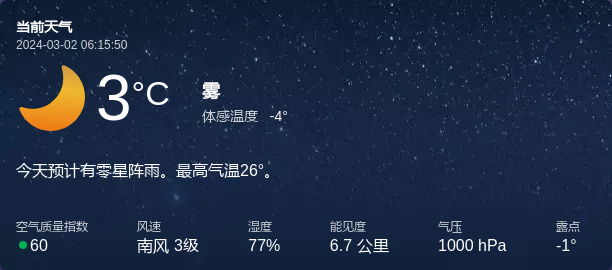 当前天气
2024-03-02 06:15:50
3°C
雾
体感温度 -4°
今天预计有零星阵雨。最高气温26°。
空气质量指数 风速 湿度 能见度 气压 露点
60 南风 3级 77% 6.7 公里 1000 hPa -1°